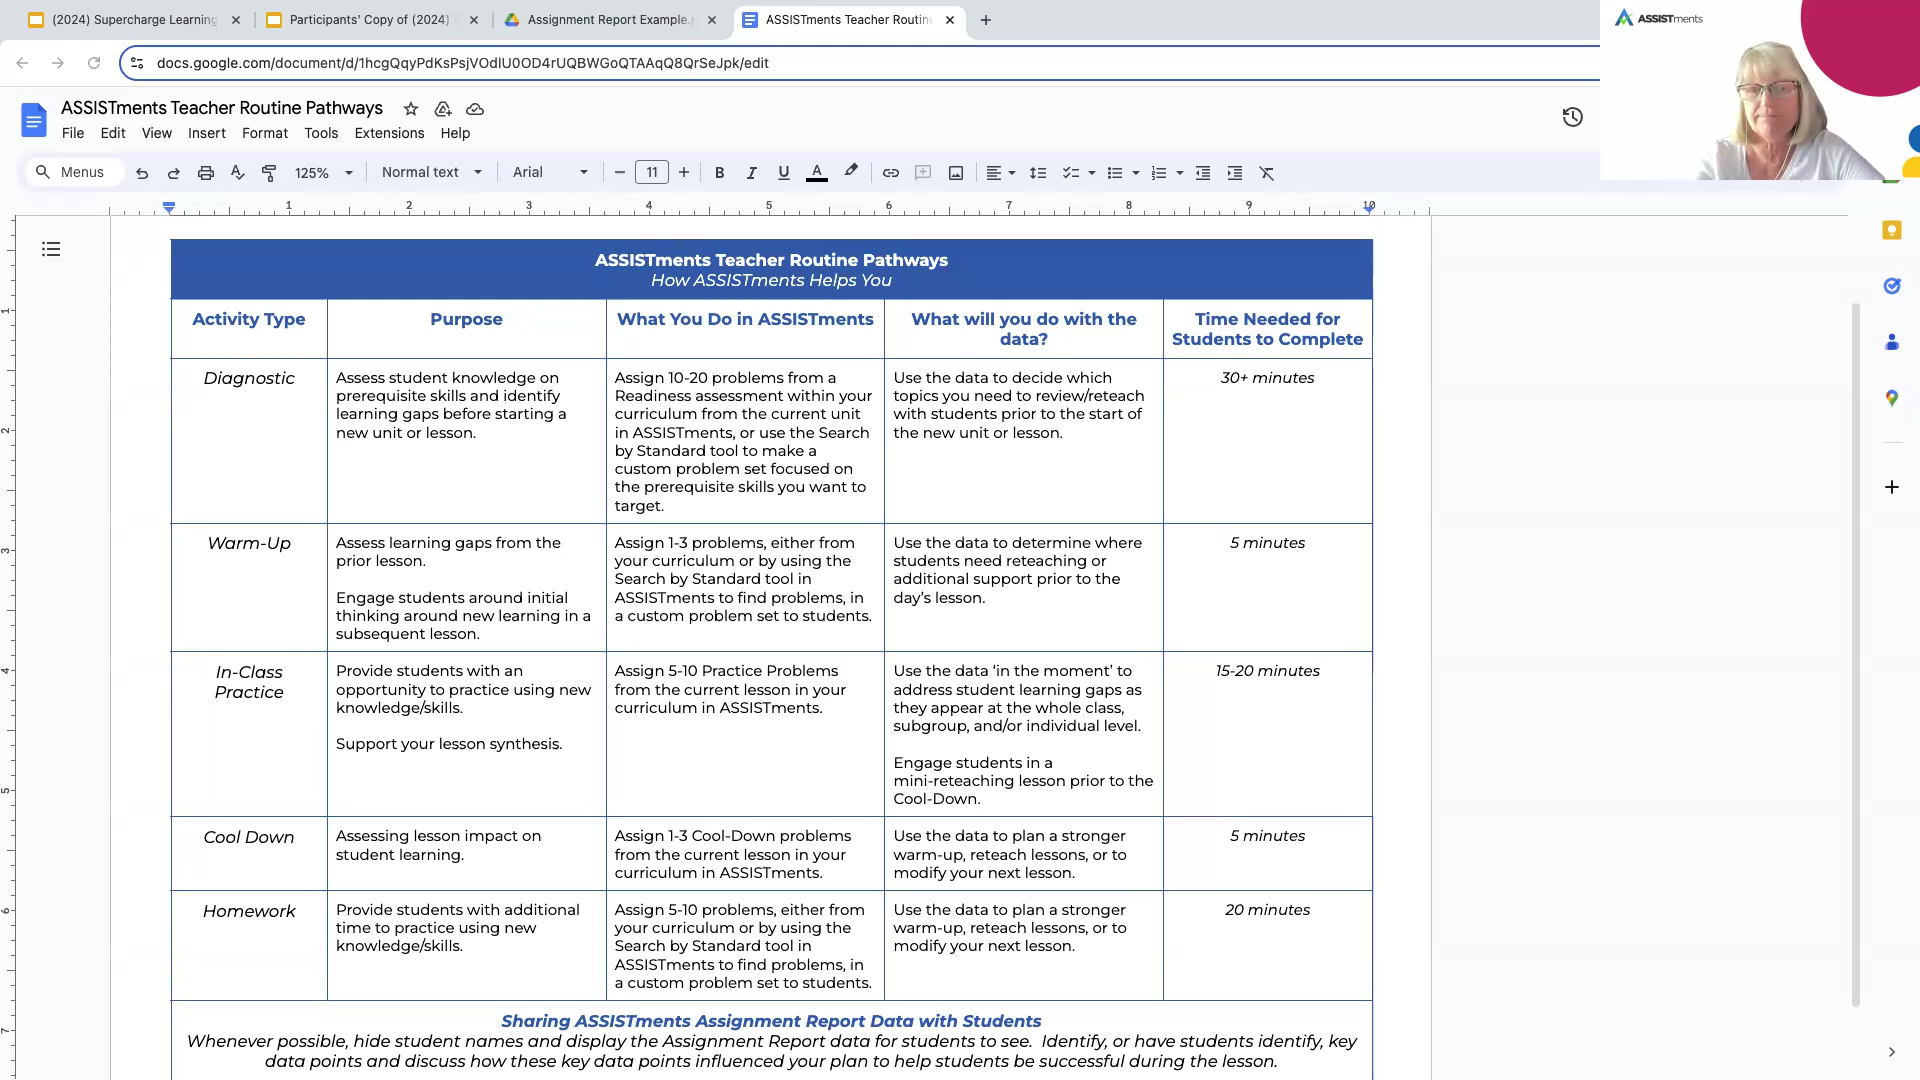 (2024) Supercharge Learning
Participants' Copy of (2024)
Assignment Report Example.
ASSISTments Teacher Routin
ASSISTments
docs.google.com/document/d/1hcgQqyPdKsPsjVOdlU0OD4rUQBWGoQTAAqQ8QrSeJpk/edit
ASSISTments Teacher Routine Pathways
File Edit View Insert Format Tools Extensions Help
Menus 125% Normal text Arial 11 B I U A
1 2 3 4 5 6 7 8 9 10
ASSISTments Teacher Routine Pathways
How ASSISTments Helps You
Activity Type
Purpose
What You Do in ASSISTments
What will you do with the
data?
Time Needed for
Students to Complete
Diagnostic
Assess student knowledge on
prerequisite skills and identify
learning gaps before starting a
new unit or lesson.
Assign 10-20 problems from a
Readiness assessment within your
curriculum from the current unit
in ASSISTments, or use the Search
by Standard tool to make a
custom problem set focused on
the prerequisite skills you want to
target.
Use the data to decide which
topics you need to review/reteach
with students prior to the start of
the new unit or lesson.
30+ minutes
Warm-Up
Assess learning gaps from the
prior lesson.
Engage students around initial
thinking around new learning in a
subsequent lesson.
Assign 1-3 problems, either from
your curriculum or by using the
Search by Standard tool in
ASSISTments to find problems, in
a custom problem set to students.
Use the data to determine where
students need reteaching or
additional support prior to the
day's lesson.
5 minutes
In-Class
Practice
Provide students with an
opportunity to practice using new
knowledge/skills.
Support your lesson synthesis.
Assign 5-10 Practice Problems
from the current lesson in your
curriculum in ASSISTments.
Use the data ‘in the moment’ to
address student learning gaps as
they appear at the whole class,
subgroup, and/or individual level.
Engage students in a
mini-reteaching lesson prior to the
Cool-Down.
15-20 minutes
Cool Down
Assessing lesson impact on
student learning.
Assign 1-3 Cool-Down problems
from the current lesson in your
curriculum in ASSISTments.
Use the data to plan a stronger
warm-up, reteach lessons, or to
modify your next lesson.
5 minutes
Homework
Provide students with additional
time to practice using new
knowledge/skills.
Assign 5-10 problems, either from
your curriculum or by using the
Search by Standard tool in
ASSISTments to find problems, in
a custom problem set to students.
Use the data to plan a stronger
warm-up, reteach lessons, or to
modify your next lesson.
20 minutes
Sharing ASSISTments Assignment Report Data with Students
Whenever possible, hide student names and display the Assignment Report data for students to see. Identify, or have students identify, key
data points and discuss how these key data points influenced your plan to help students be successful during the lesson.
1
2
3
4
5
6
7